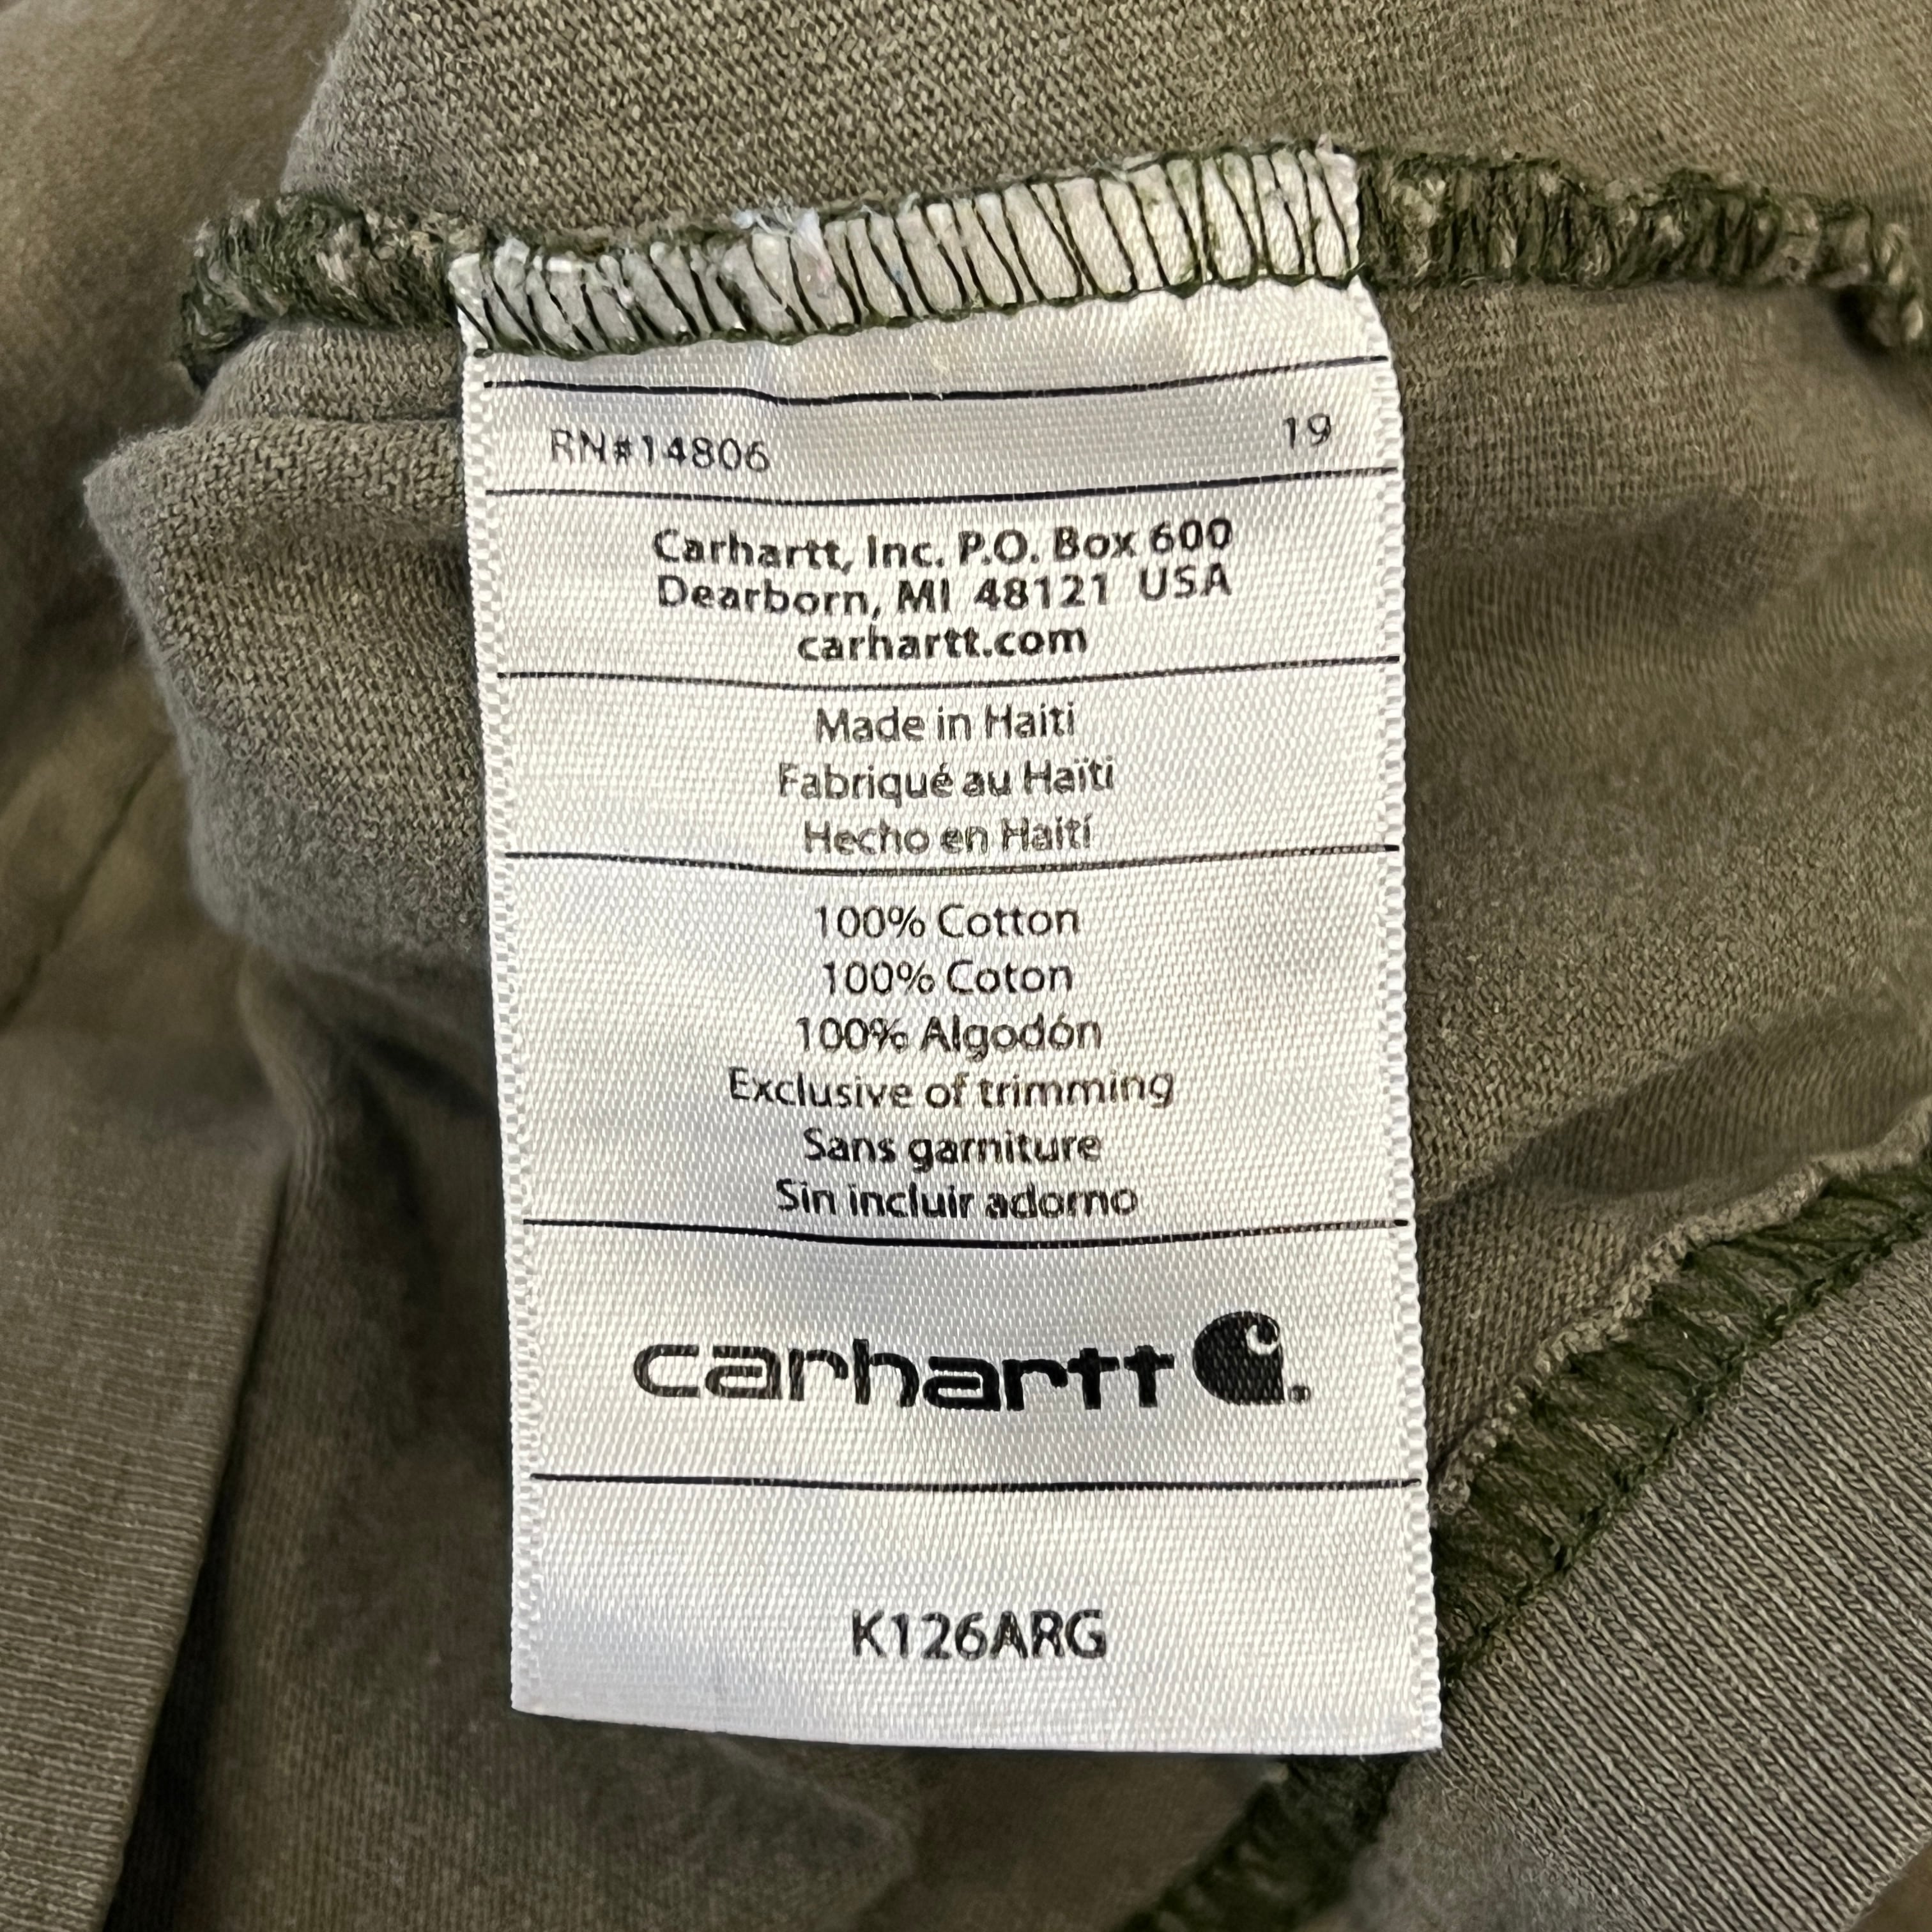 RN#14806 19
Carhartt, Inc. P.O. Box 600
Dearborn, MI 48121 USA
carhartt.com
Made in Haiti
Fabriqué au Haïti
Hecho en Haití
100% Cotton
100% Coton
100% Algodón
Exclusive of trimming
Sans garniture
Sin incluir adorno
carhartt
K126ARG